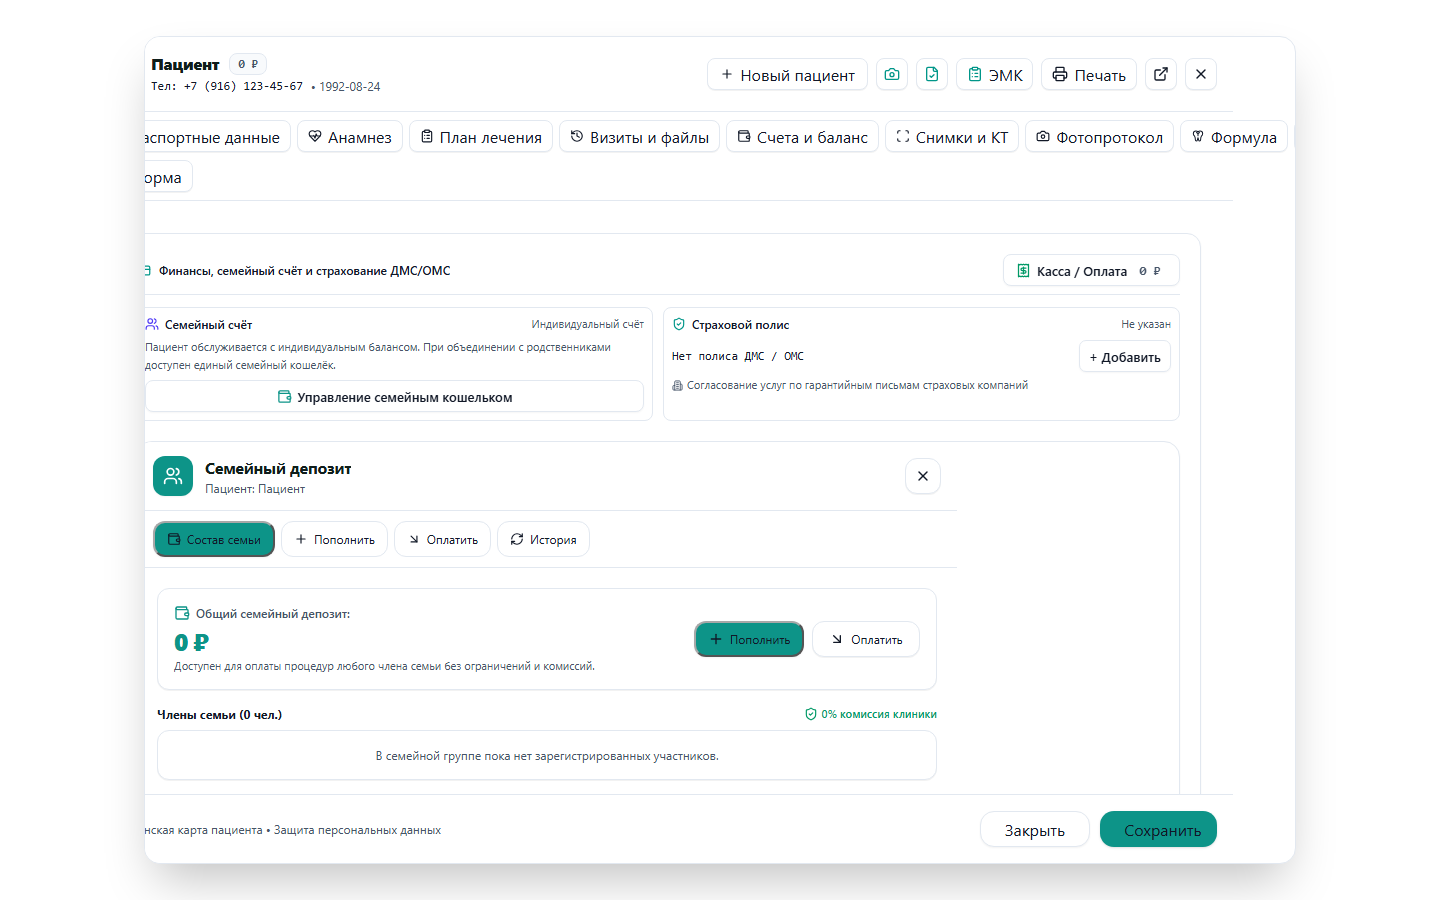 Пациент 0 ₽
Тел: +7 (916) 123-45-67 • 1992-08-24
Новый пациент
ЭМК
Печать
аспортные данные
Анамнез
План лечения
Визиты и файлы
Счета и баланс
Снимки и КТ
Фотопротокол
Формула
орма
Финансы, семейный счёт и страхование ДМС/ОМС
Касса / Оплата 0 ₽
Семейный счёт
Индивидуальный счёт
Пациент обслуживается с индивидуальным балансом. При объединении с родственниками
доступен единый семейный кошелёк.
Управление семейным кошельком
Страховой полис
Не указан
Нет полиса ДМС / ОМС
+ Добавить
Согласование услуг по гарантийным письмам страховых компаний
Семейный депозит
Пациент: Пациент
Состав семьи
Пополнить
Оплатить
История
Общий семейный депозит:
0 ₽
Доступен для оплаты процедур любого члена семьи без ограничений и комиссий.
Пополнить
Оплатить
Члены семьи (0 чел.)
0% комиссия клиники
В семейной группе пока нет зарегистрированных участников.
нская карта пациента • Защита персональных данных
Закрыть
Сохранить